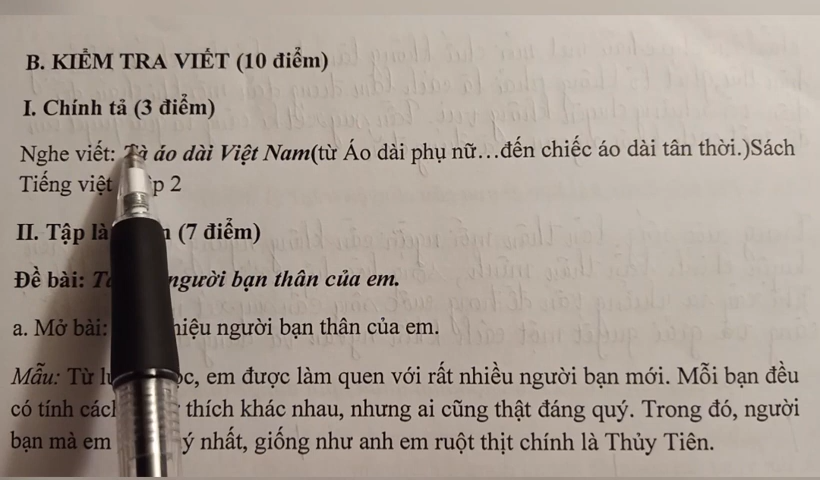 B. KIỂM TRA VIẾT (10 điểm)
I. Chính tả (3 điểm)
Nghe viết: Tà áo dài Việt Nam(từ Áo dài phụ nữ…đến chiếc áo dài tân thời.)Sách
Tiếng việt 2
II. Tập (7 điểm)
Đề bài: người bạn thân của em.
a. Mở bài: người bạn thân của em.
Mẫu: Từ em được làm quen với rất nhiều người bạn mới. Mỗi bạn đều
có tính thích khác nhau, nhưng ai cũng thật đáng quý. Trong đó, người
bạn mà em nhất, giống như anh em ruột thịt chính là Thủy Tiên.